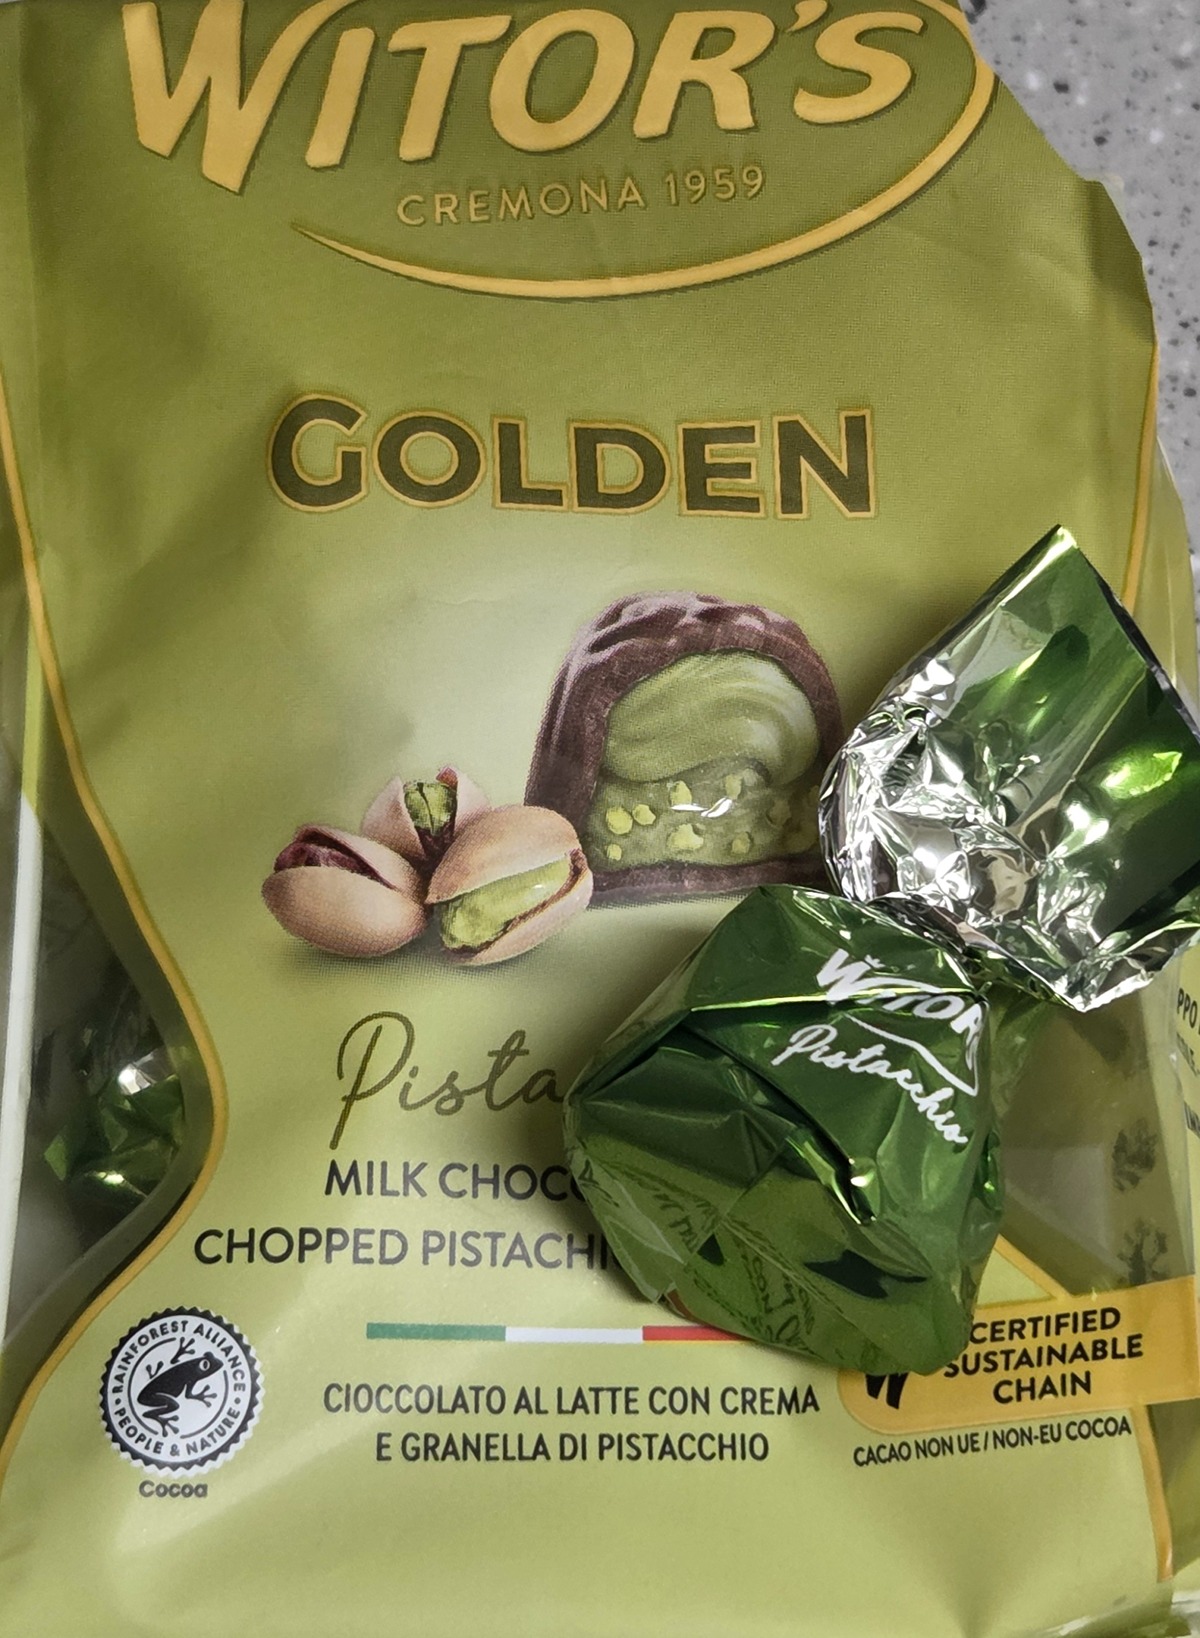 WITOR'S
CREMONA 1959
GOLDEN
WITOR
Pistacchio
Pista
MILK CHOCO
CHOPPED PISTACHI
RAINFOREST ALLIANCE
PEOPLE & NATURE
Cocoa
CIOCCOLATO AL LATTE CON CREMA
E GRANELLA DI PISTACCHIO
CERTIFIED
SUSTAINABLE
CHAIN
CACAO NON UE / NON-EU COCOA